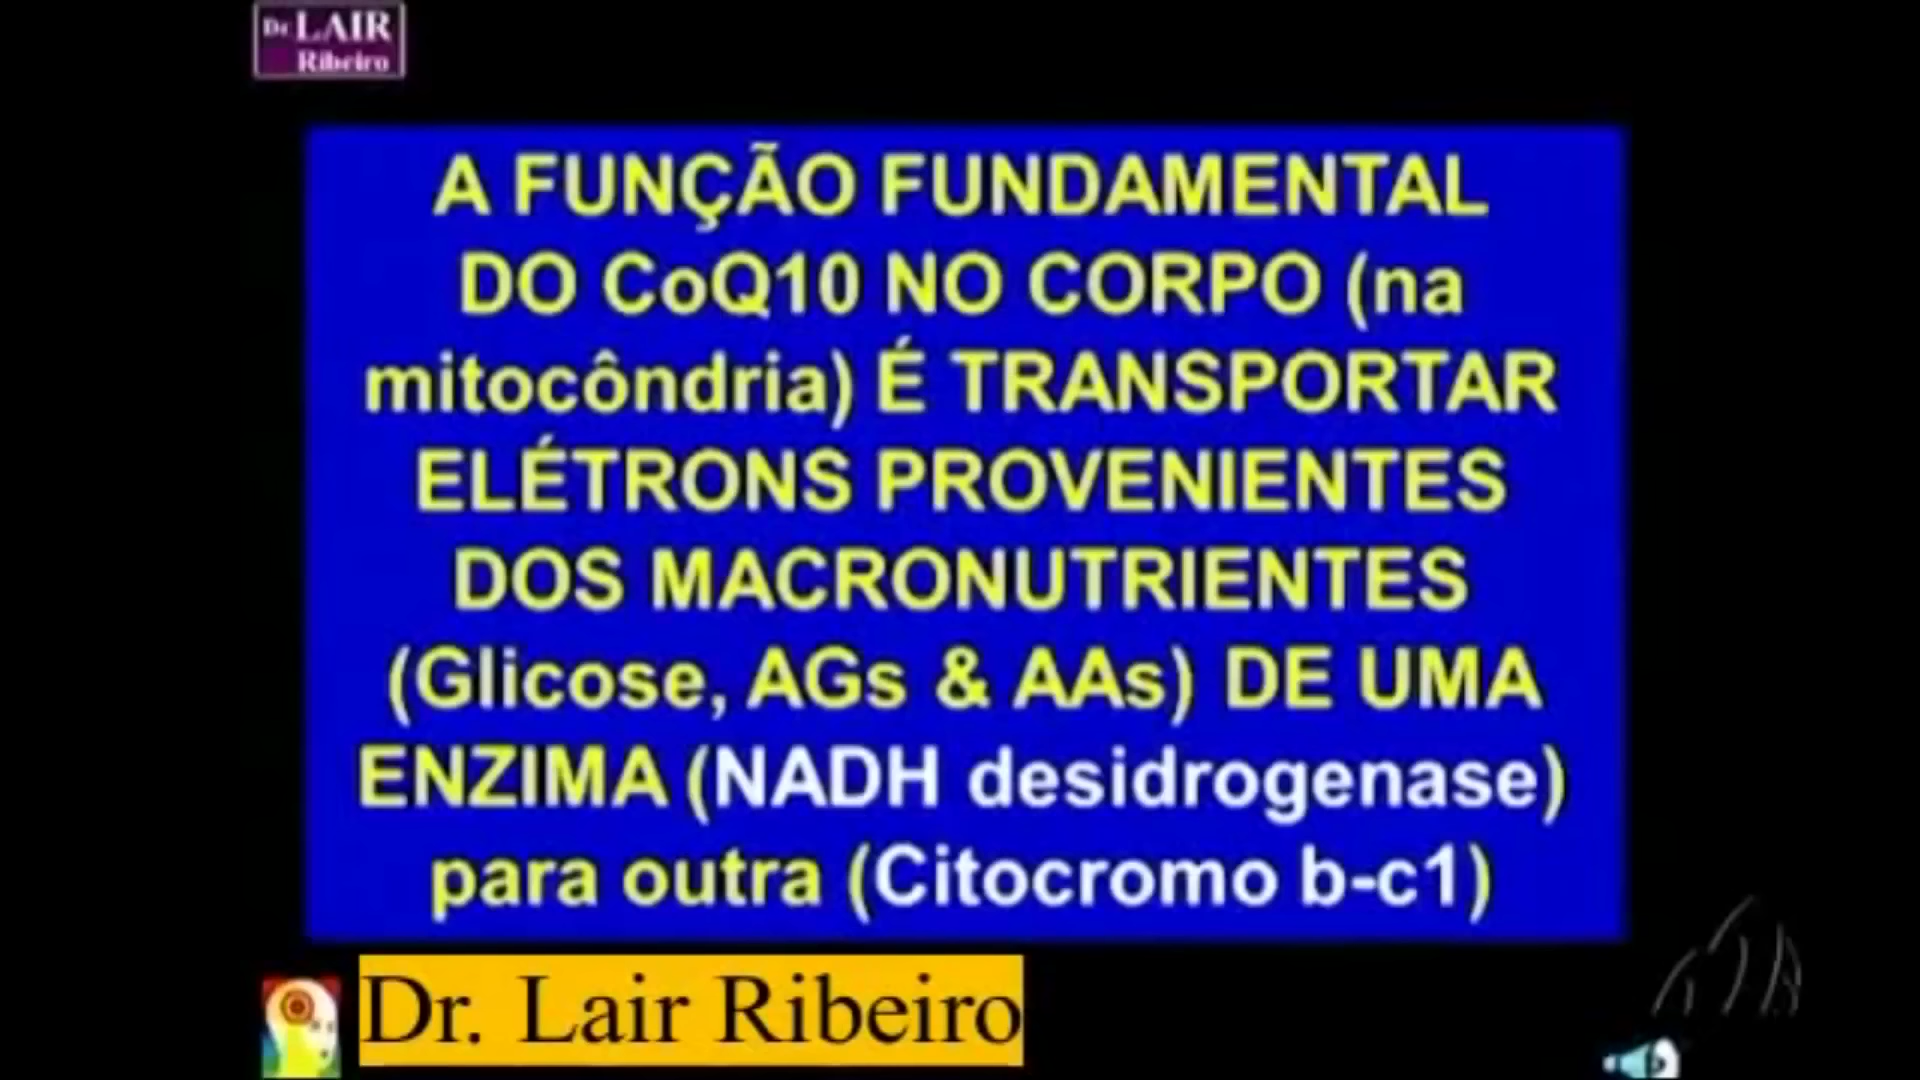 Dr LAIR
Ribeiro
A FUNÇÃO FUNDAMENTAL
DO CoQ10 NO CORPO (na
mitocôndria) É TRANSPORTAR
ELÉTRONS PROVENIENTES
DOS MACRONUTRIENTES
(Glicose, AGs & AAs) DE UMA
ENZIMA (NADH desidrogenase)
para outra (Citocromo b-c1)
Dr. Lair Ribeiro